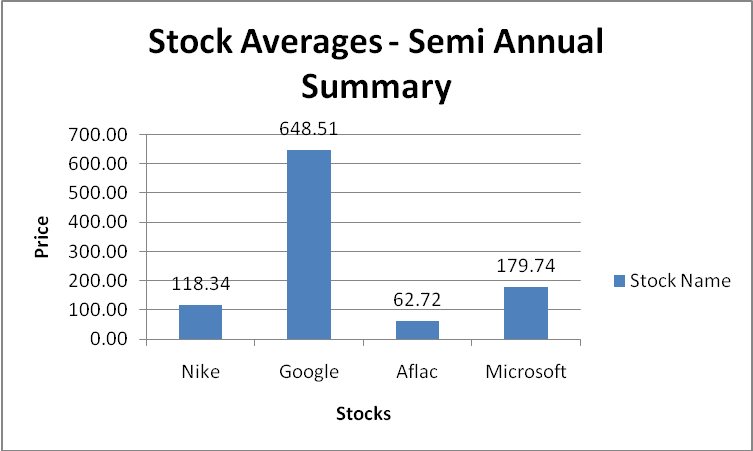 Stock Averages - Semi Annual
Summary
700.00
600.00
500.00
400.00
300.00
200.00
100.00
0.00
Price
118.34
648.51
62.72
179.74
Nike
Google
Aflac
Microsoft
Stocks
Stock Name